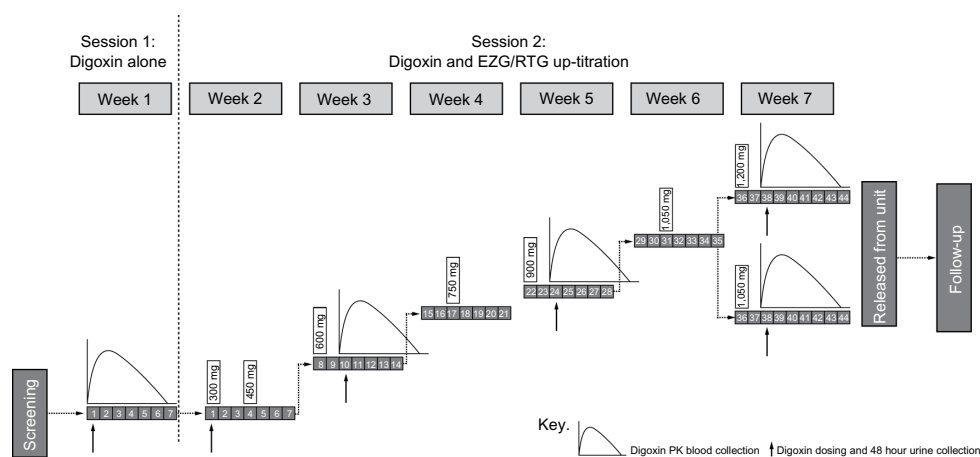 Session 1:
Digoxin alone
Session 2:
Digoxin and EZG/RTG up-titration
Week 1
Week 2
Week 3
Week 4
Week 5
Week 6
Week 7
Screening
1 2 3 4 5 6 7
300 mg
450 mg
1 2 3 4 5 6 7
600 mg
8 9 10 11 12 13 14
750 mg
15 16 17 18 19 20 21
900 mg
22 23 24 25 26 27 28
1,050 mg
29 30 31 32 33 34 35
1,200 mg
36 37 38 39 40 41 42 43 44
1,050 mg
36 37 38 39 40 41 42 43 44
Released from unit
Follow-up
Key.
Digoxin PK blood collection
Digoxin dosing and 48 hour urine collection